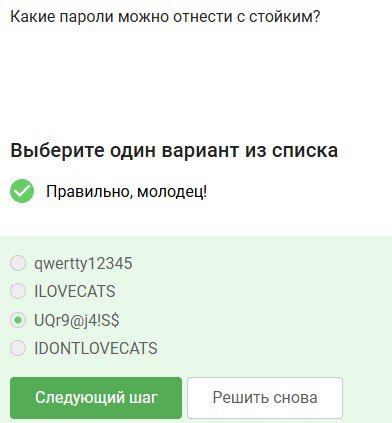 Какие пароли можно отнести с стойким?
Выберите один вариант из списка
Правильно, молодец!
qwertty12345
ILOVECATS
UQr9@j4!S$
IDONTLOVECATS
Следующий шаг
Решить снова